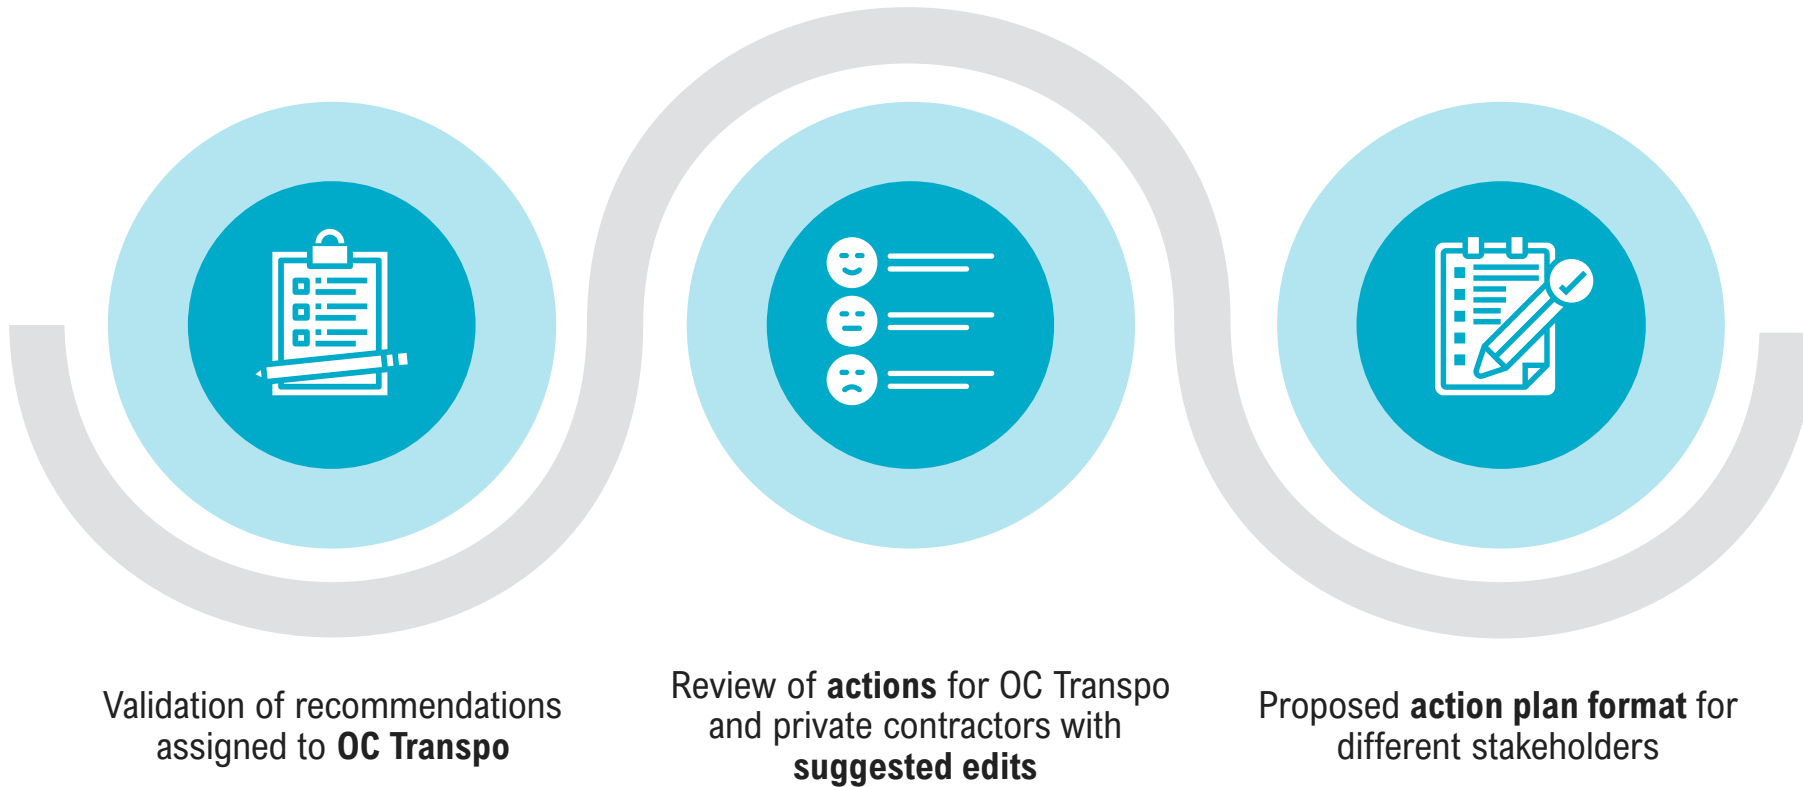 Validation of recommendations
assigned to OC Transpo
Review of actions for OC Transpo
and private contractors with
suggested edits
Proposed action plan format for
different stakeholders